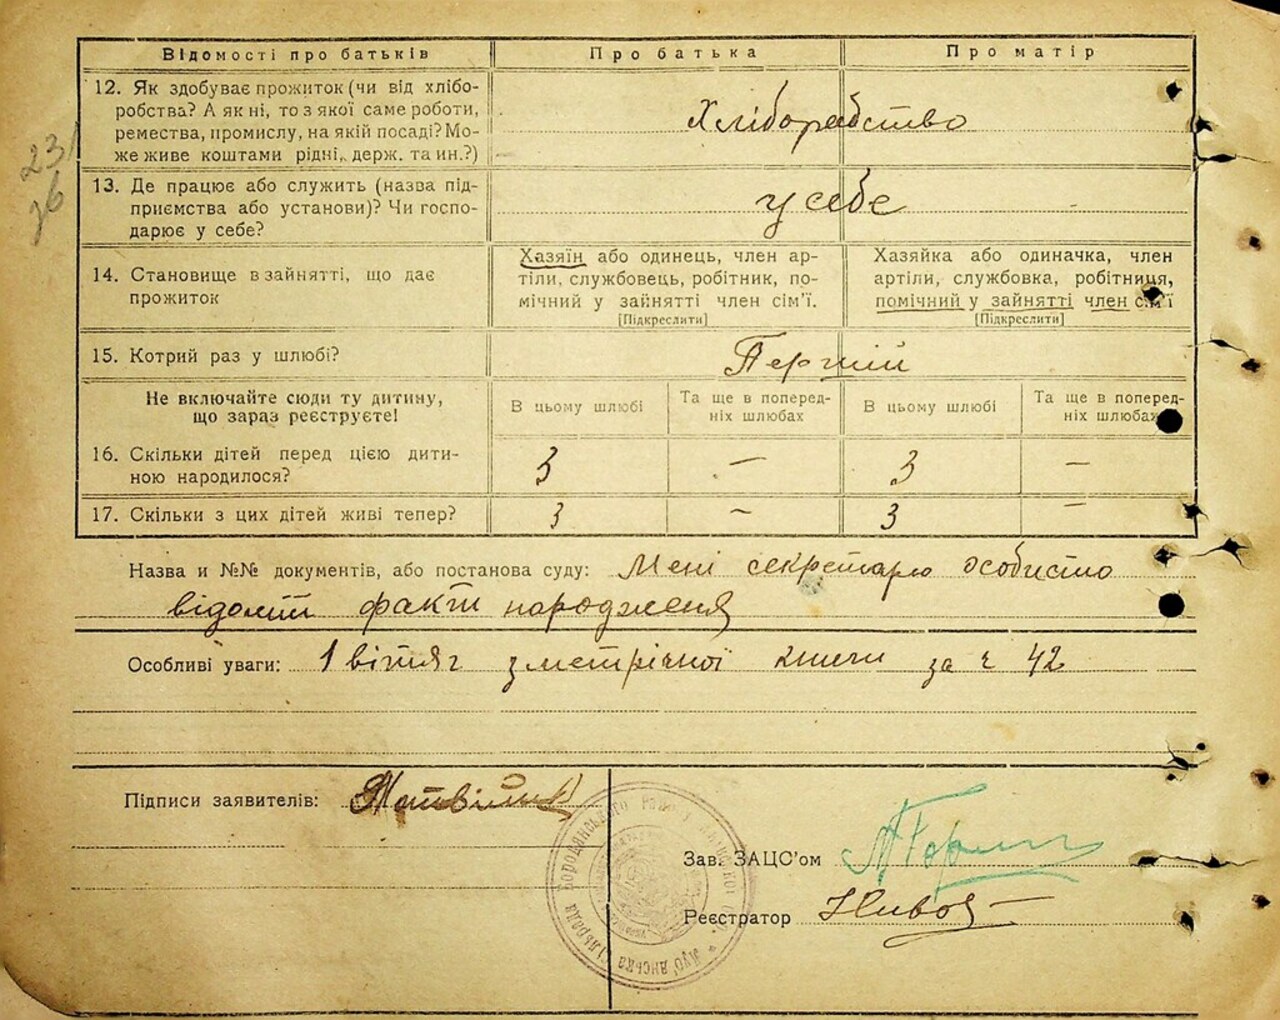 Відомості про батьків Про батька Про матір
12. Як здобуває прожиток (чи від хлібо-
робства? А як ні, то з якої саме роботи,
ремества, промислу, на якій посаді? Мо-
же живе коштами рідні, держ. та ин.?)
Хліборобство
13. Де працює або служить (назва під-
приємства або установи)? Чи госпо-
дарює у себе?
у себе
14. Становище в зайнятті, що дає
прожиток
Хазяїн або одинець, член ар-
тіли, службовець, робітник, по-
мічний у зайнятті член сім'ї.
[Підкреслити]
Хазяйка або одиначка, член
артіли, службовка, робітниця,
помічний у зайнятті член сім'ї
[Підкреслити]
15. Котрий раз у шлюбі?
Перший
Не включайте сюди ту дитину,
що зараз реєструєте!
В цьому шлюбі
Та ще в поперед-
ніх шлюбах
В цьому шлюбі
Та ще в поперед-
ніх шлюбах
16. Скільки дітей перед цією дити-
ною народилося?
3 — 3 —
17. Скільки з цих дітей живі тепер?
3 — 3 —
Назва и №№ документів, або постанова суду: Мені секретарю особисто
відомий факт народження
Особливі уваги: 1 витяг з метрічної книги за ч 42
Підписи заявителів:
Зав. ЗАЦС'ом
Реєстратор
23/